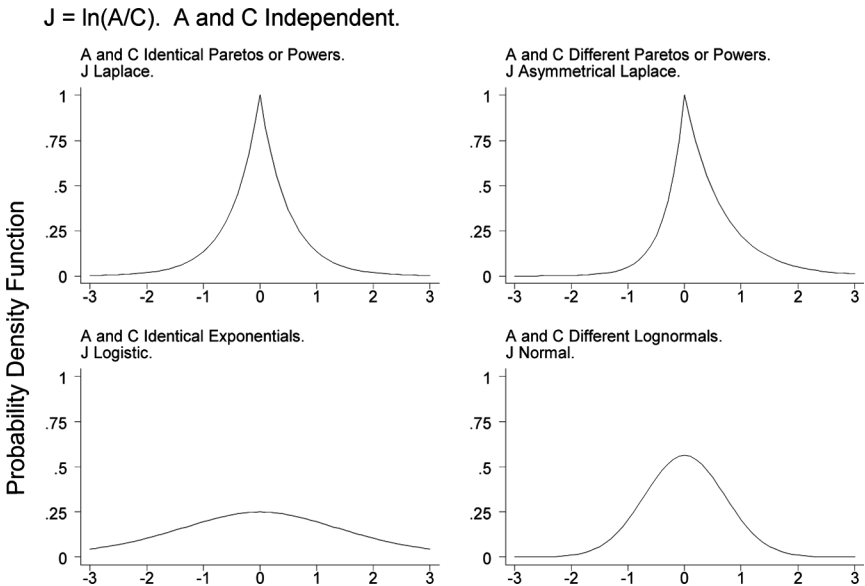 J = ln(A/C).  A and C Independent.
Probability Density Function
A and C Identical Paretos or Powers.
J Laplace.
1
.75
.5
.25
0
-3 -2 -1 0 1 2 3
A and C Different Paretos or Powers.
J Asymmetrical Laplace.
1
.75
.5
.25
0
-3 -2 -1 0 1 2 3
A and C Identical Exponentials.
J Logistic.
1
.75
.5
.25
0
-3 -2 -1 0 1 2 3
A and C Different Lognormals.
J Normal.
1
.75
.5
.25
0
-3 -2 -1 0 1 2 3